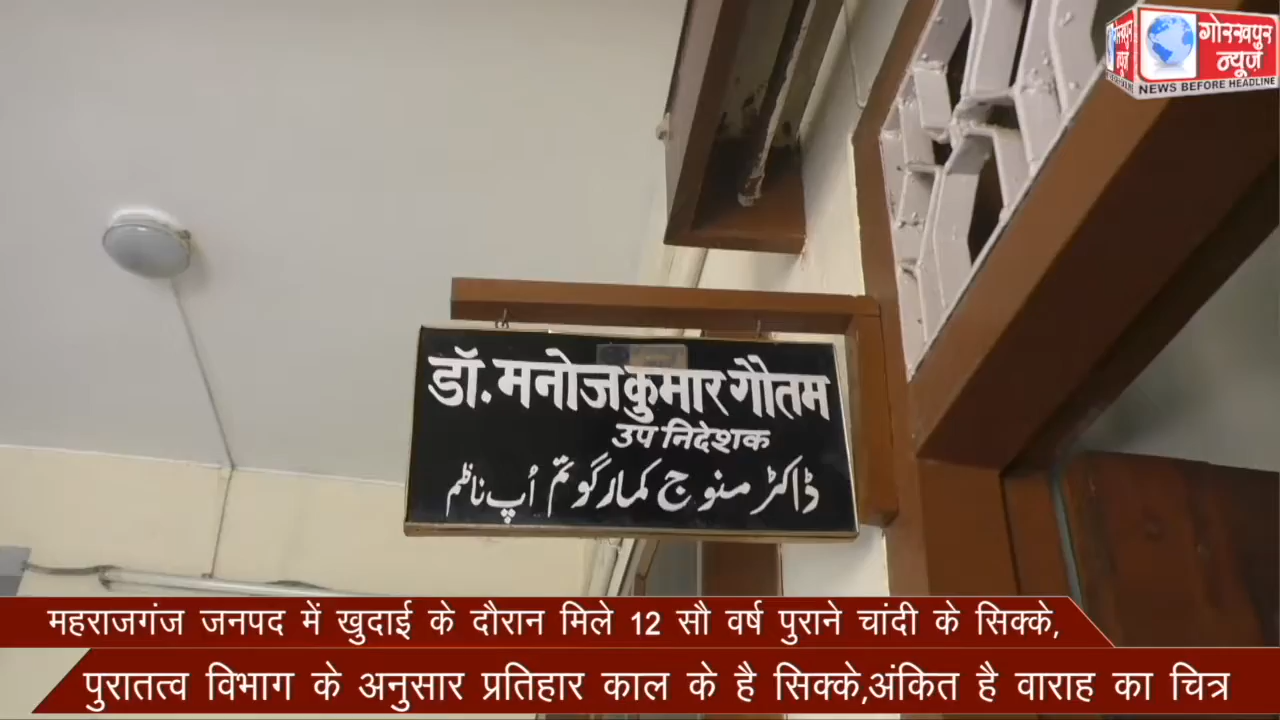 गोरखपुर
न्यूज़
NEWS BEFORE HEADLINE
डॉ. मनोज कुमार गौतम
उप निदेशक
ڈاکٹر منوج کمار گوتم اُپ ناظم
महराजगंज जनपद में खुदाई के दौरान मिले 12 सौ वर्ष पुराने चांदी के सिक्के,
पुरातत्व विभाग के अनुसार प्रतिहार काल के है सिक्के,अंकित है वाराह का चित्र